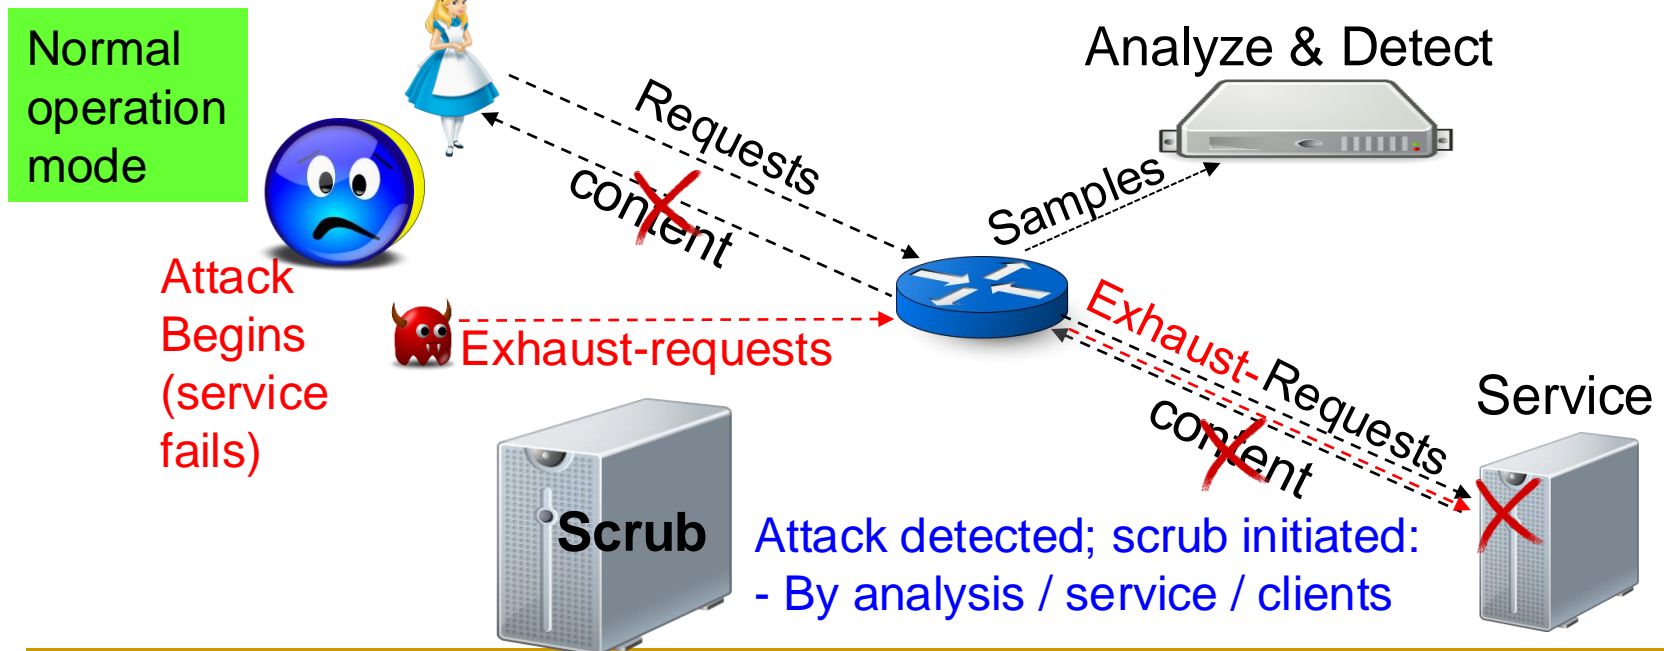 Normal
operation
mode
Analyze & Detect
Requests
content
Samples
Attack
Begins
(service
fails)
Exhaust-requests
Exhaust-Requests
content
Service
Scrub
Attack detected; scrub initiated:
- By analysis / service / clients